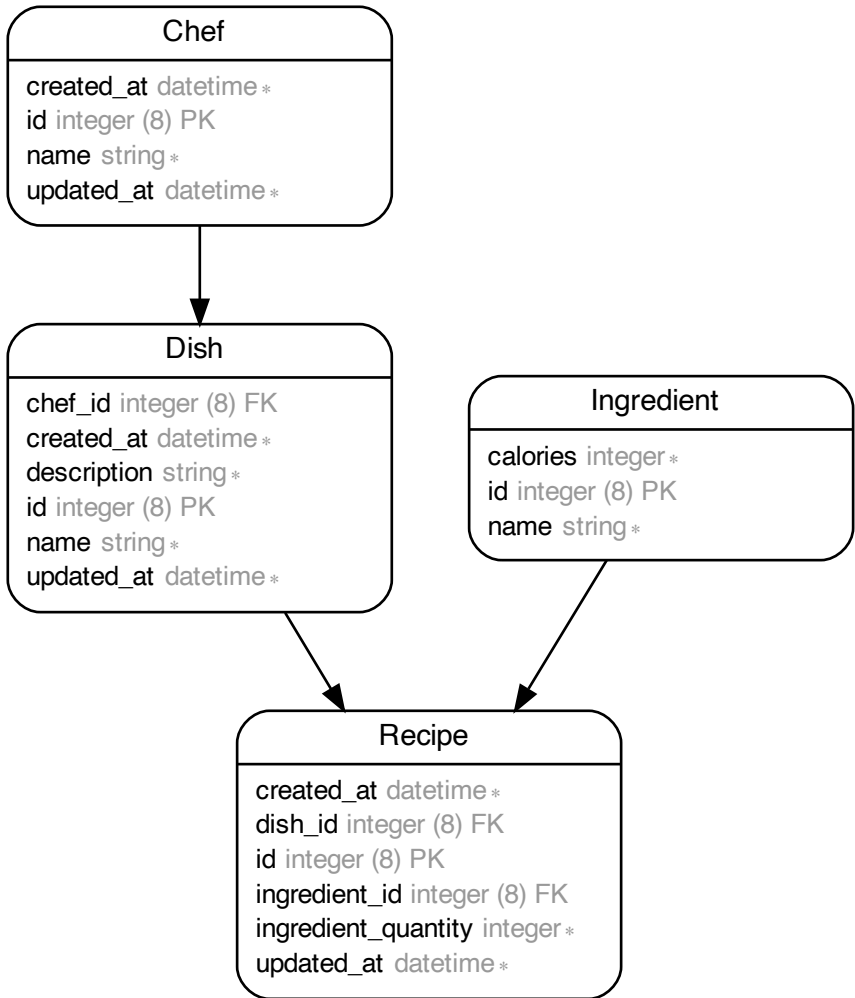 Chef
created_at datetime *
id integer (8) PK
name string *
updated_at datetime *
Dish
chef_id integer (8) FK
created_at datetime *
description string *
id integer (8) PK
name string *
updated_at datetime *
Ingredient
calories integer *
id integer (8) PK
name string *
Recipe
created_at datetime *
dish_id integer (8) FK
id integer (8) PK
ingredient_id integer (8) FK
ingredient_quantity integer *
updated_at datetime *